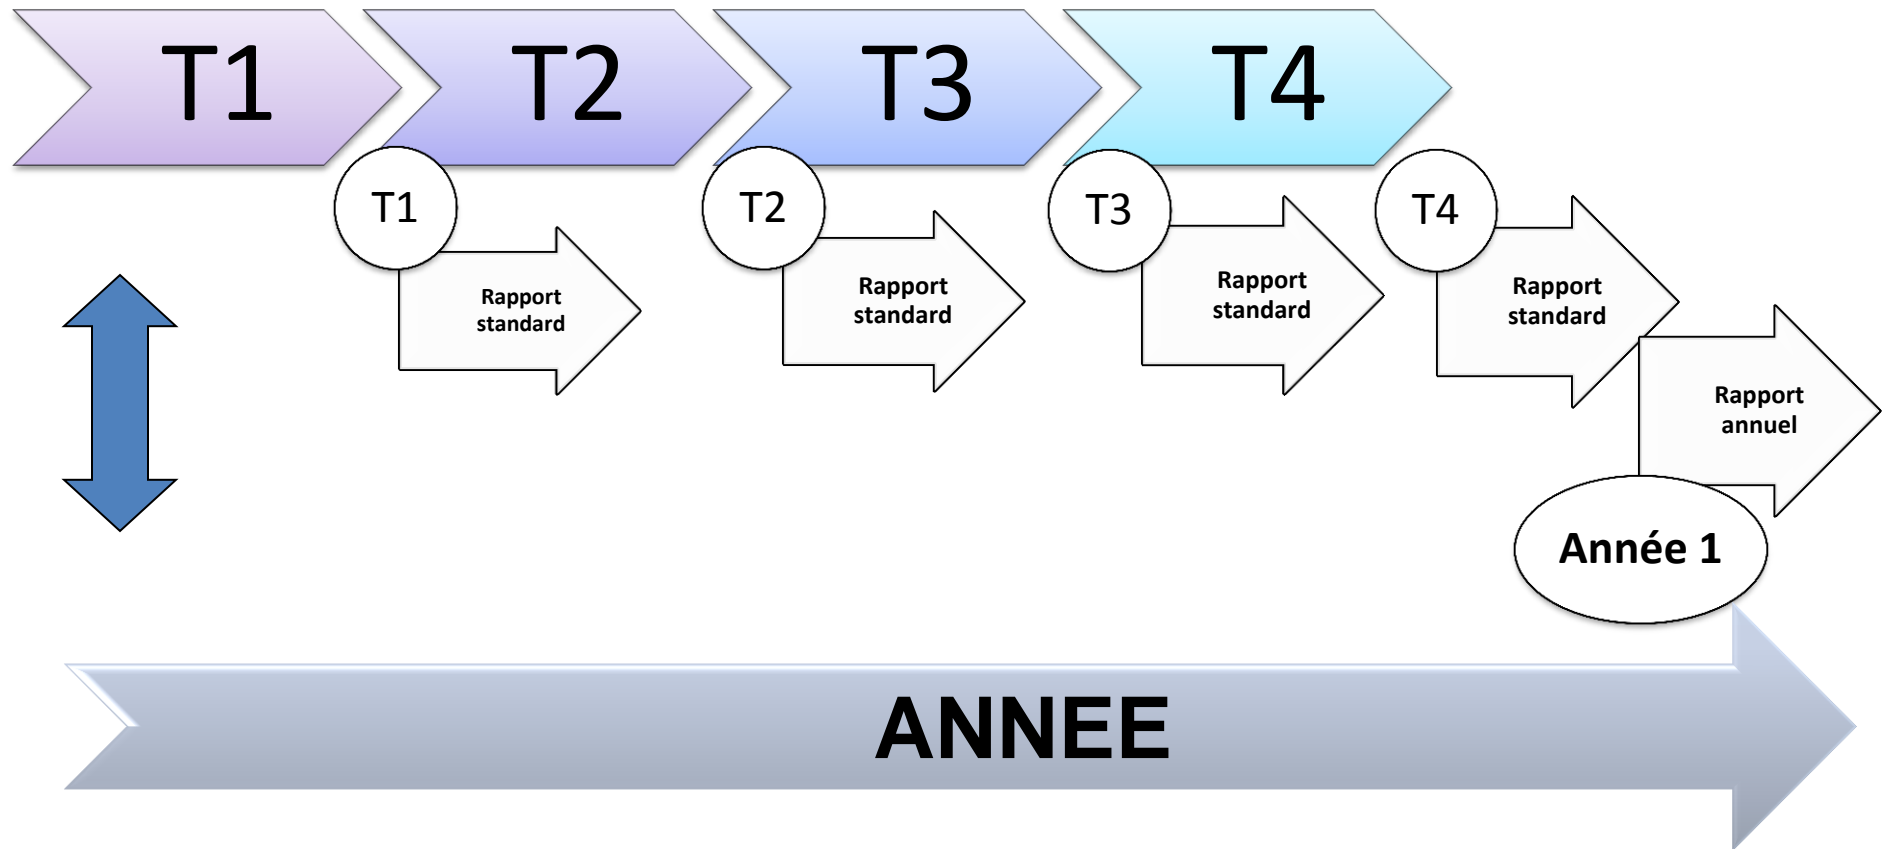 T1
T2
T3
T4
T1
T2
T3
T4
Rapport
standard
Rapport
standard
Rapport
standard
Rapport
standard
Rapport
annuel
Année 1
ANNEE